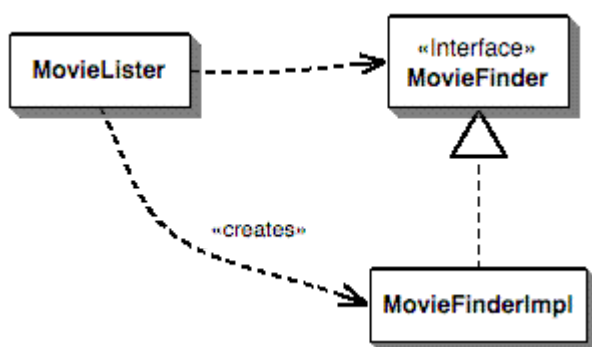 MovieLister
«Interface»
MovieFinder
«creates»
MovieFinderImpl